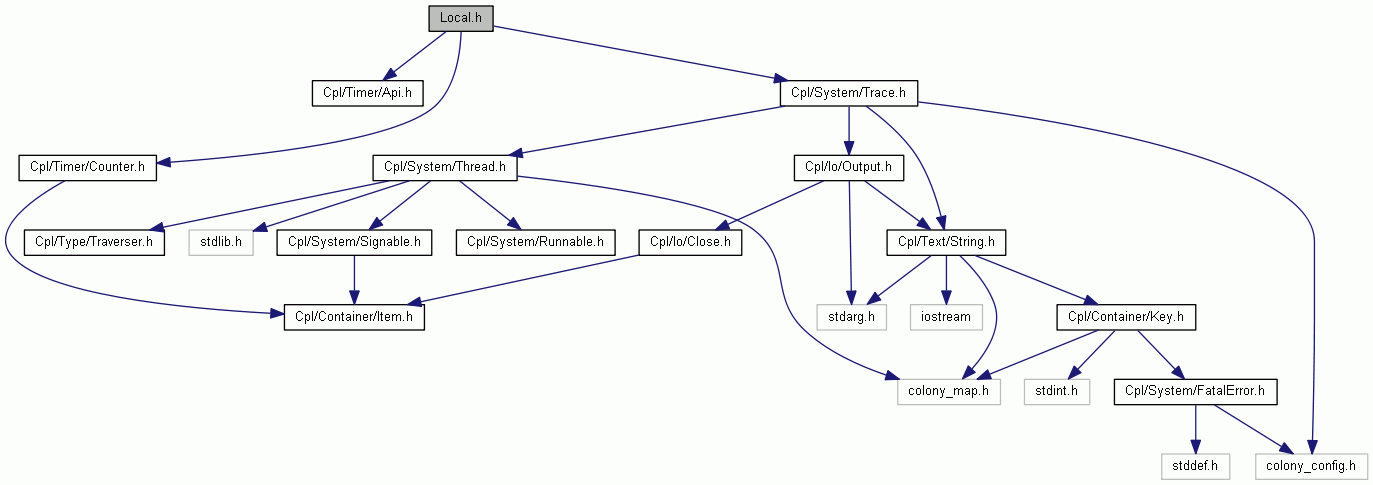 Local.h
Cpl/Timer/Api.h
Cpl/System/Trace.h
Cpl/Timer/Counter.h
Cpl/System/Thread.h
Cpl/Io/Output.h
Cpl/Type/Traverser.h
stdlib.h
Cpl/System/Signable.h
Cpl/System/Runnable.h
Cpl/Io/Close.h
Cpl/Text/String.h
Cpl/Container/Item.h
stdarg.h
iostream
Cpl/Container/Key.h
colony_map.h
stdint.h
Cpl/System/FatalError.h
stddef.h
colony_config.h